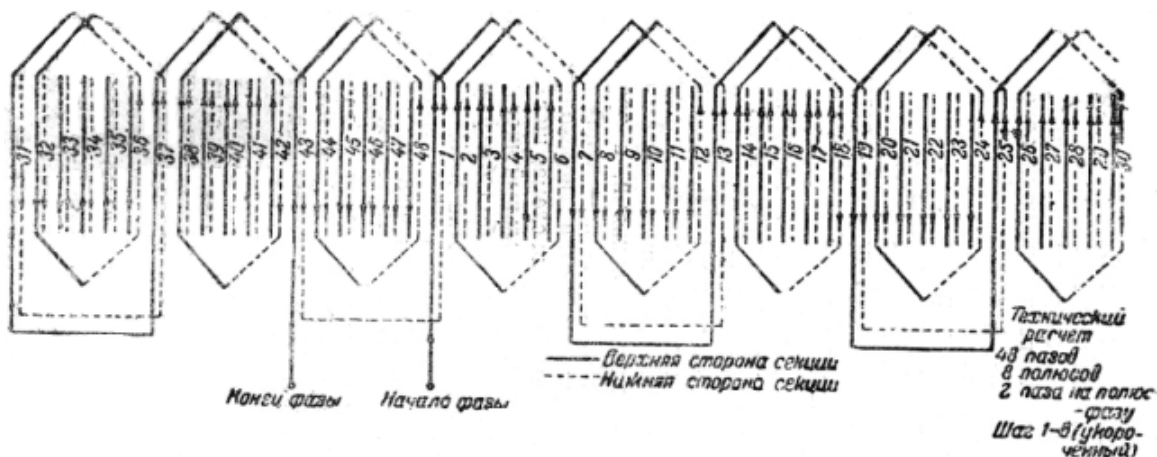 31 32 33 34 35 36 37 38 39 40 41 42 43 44 45 46 47 48 1 2 3 4 5 6 7 8 9 10 11 12 13 14 15 16 17 18 19 20 21 22 23 24 25 26 27 28 29 30
Технический
расчет
48 пазов
8 полюсов
2 паза на полюс
-фазу
Шаг 1-6 (укоро-
ченный)
Верхняя сторона секции
Нижняя сторона секции
Конец фазы
Начало фазы